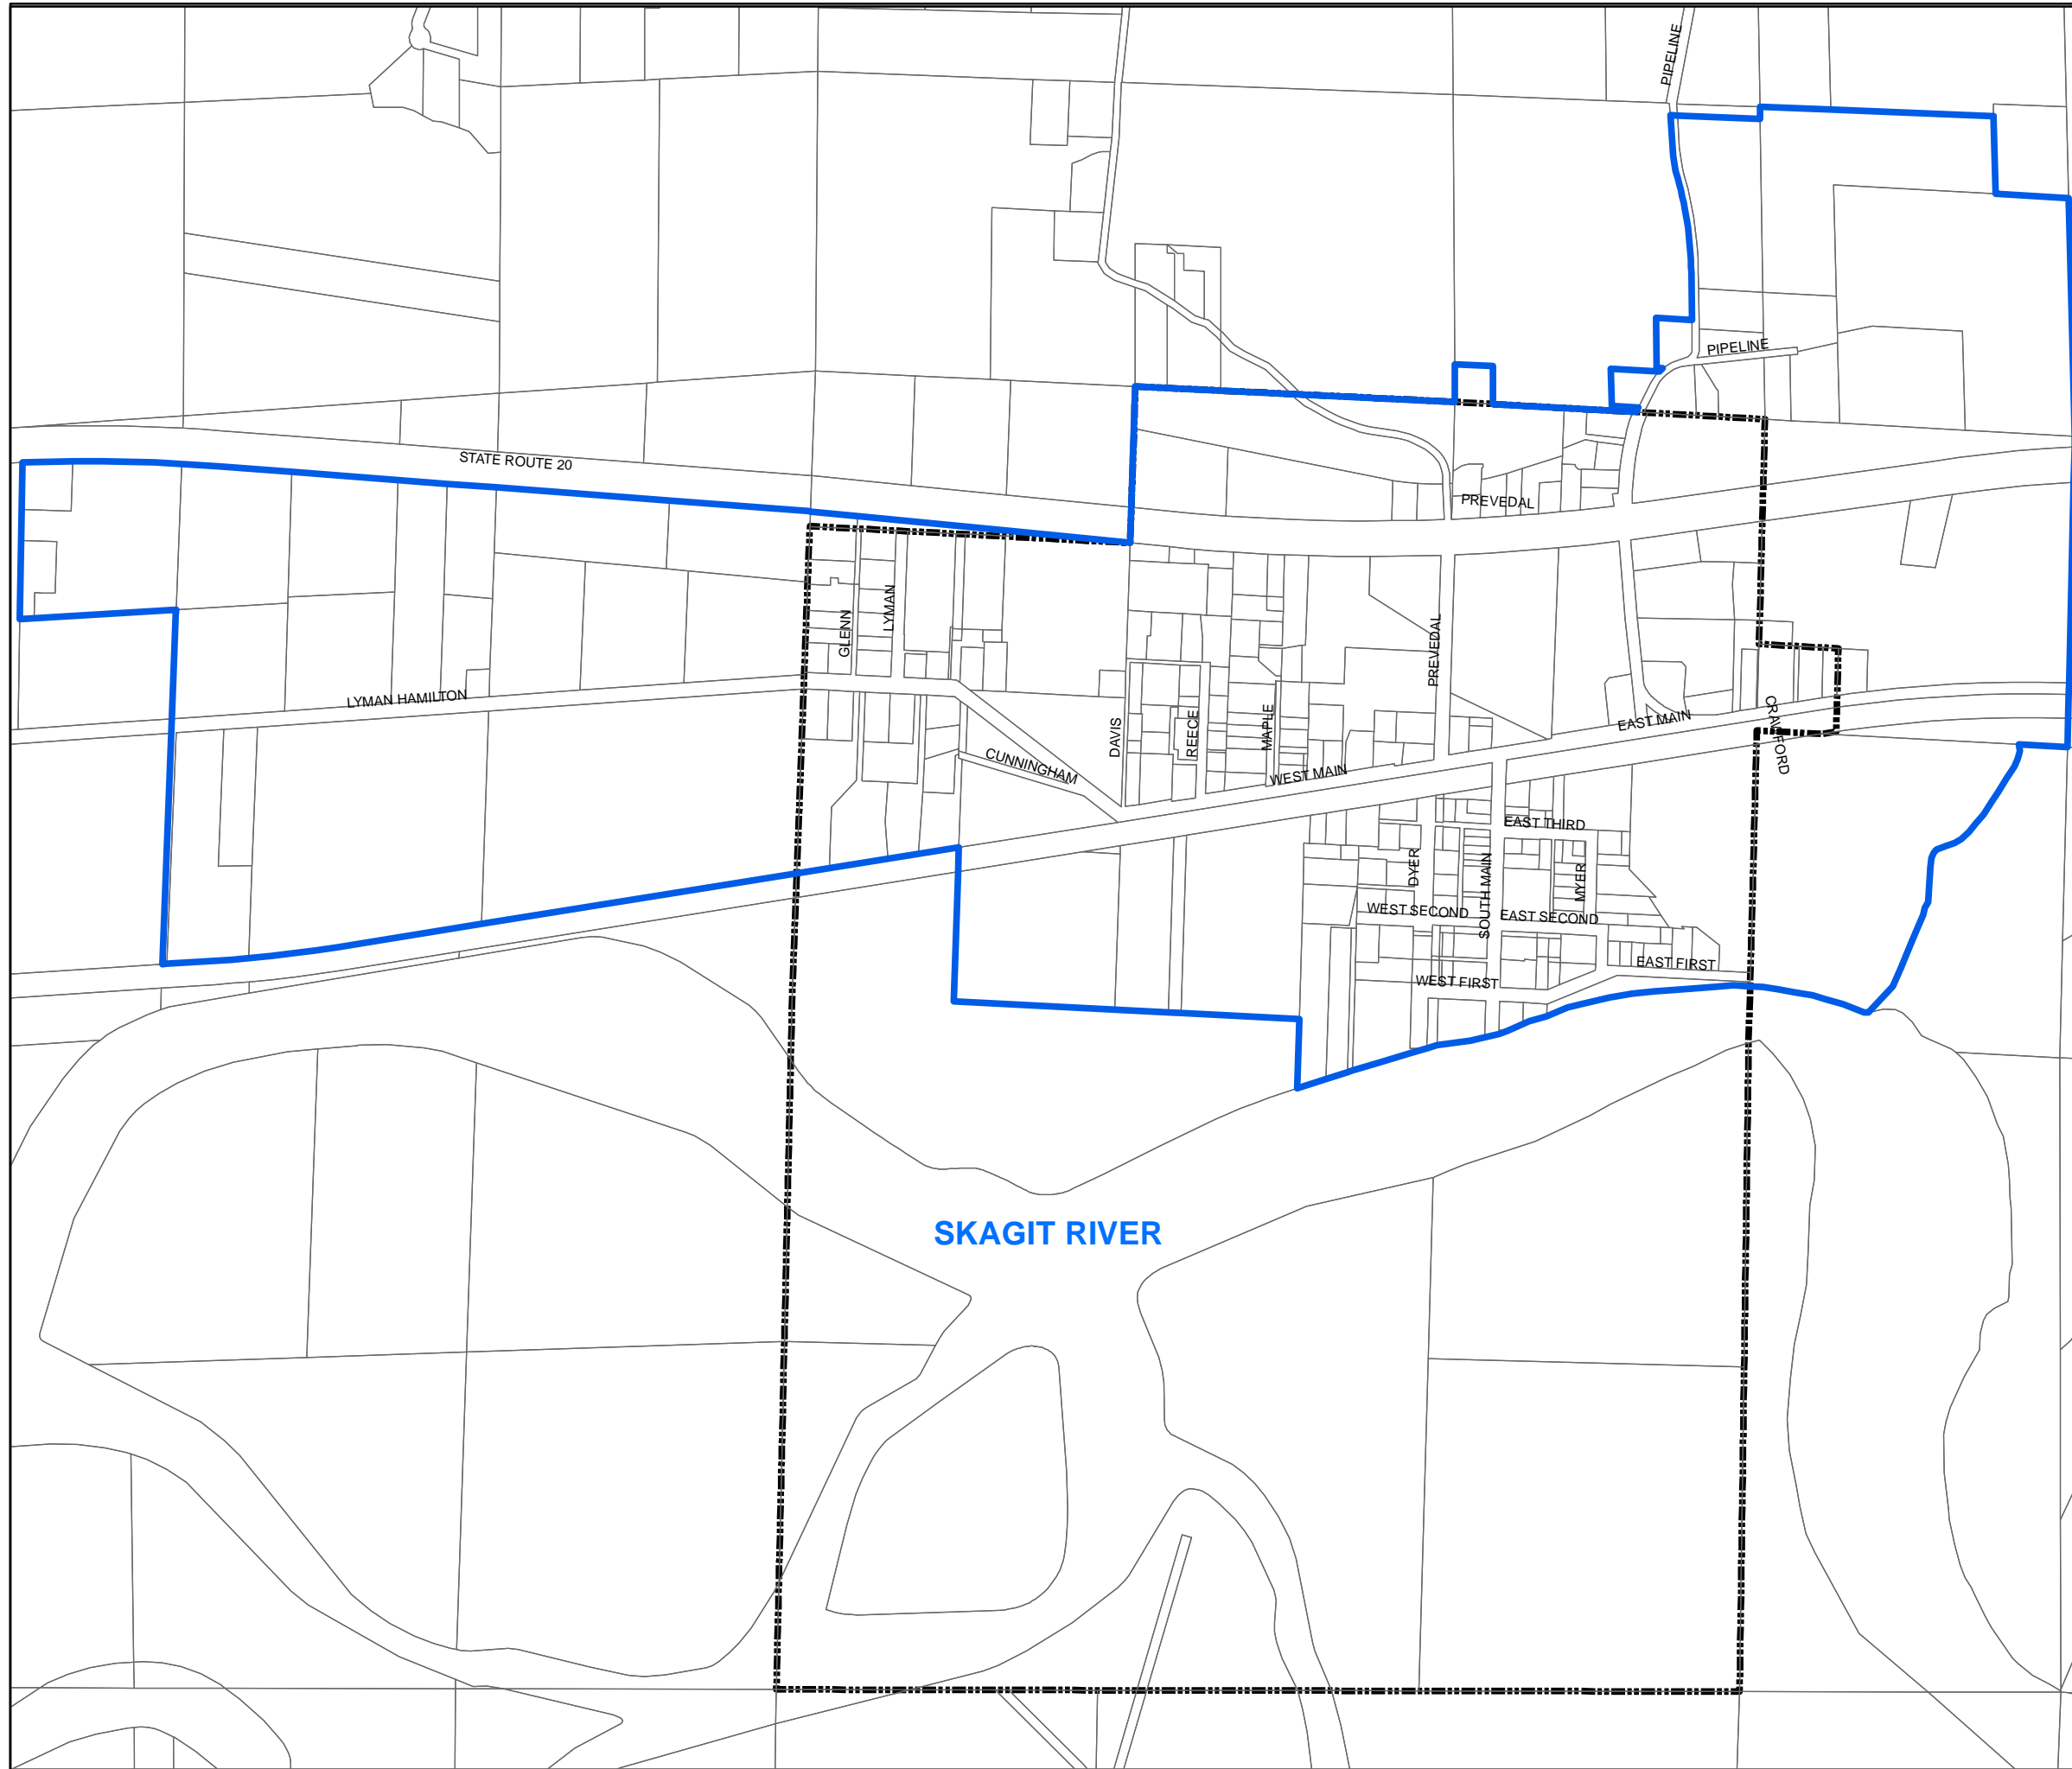 PIPELINE
PIPELINE
STATE ROUTE 20
PREVEDAL
GLENN
LYMAN
PREVEDAL
LYMAN HAMILTON
DAVIS
REECE
MAPLE
EAST MAIN
CRAWFORD
CUNNINGHAM
WEST MAIN
EAST THIRD
DYER
SOUTH MAIN
MYER
WEST SECOND
EAST SECOND
EAST FIRST
WEST FIRST
SKAGIT RIVER